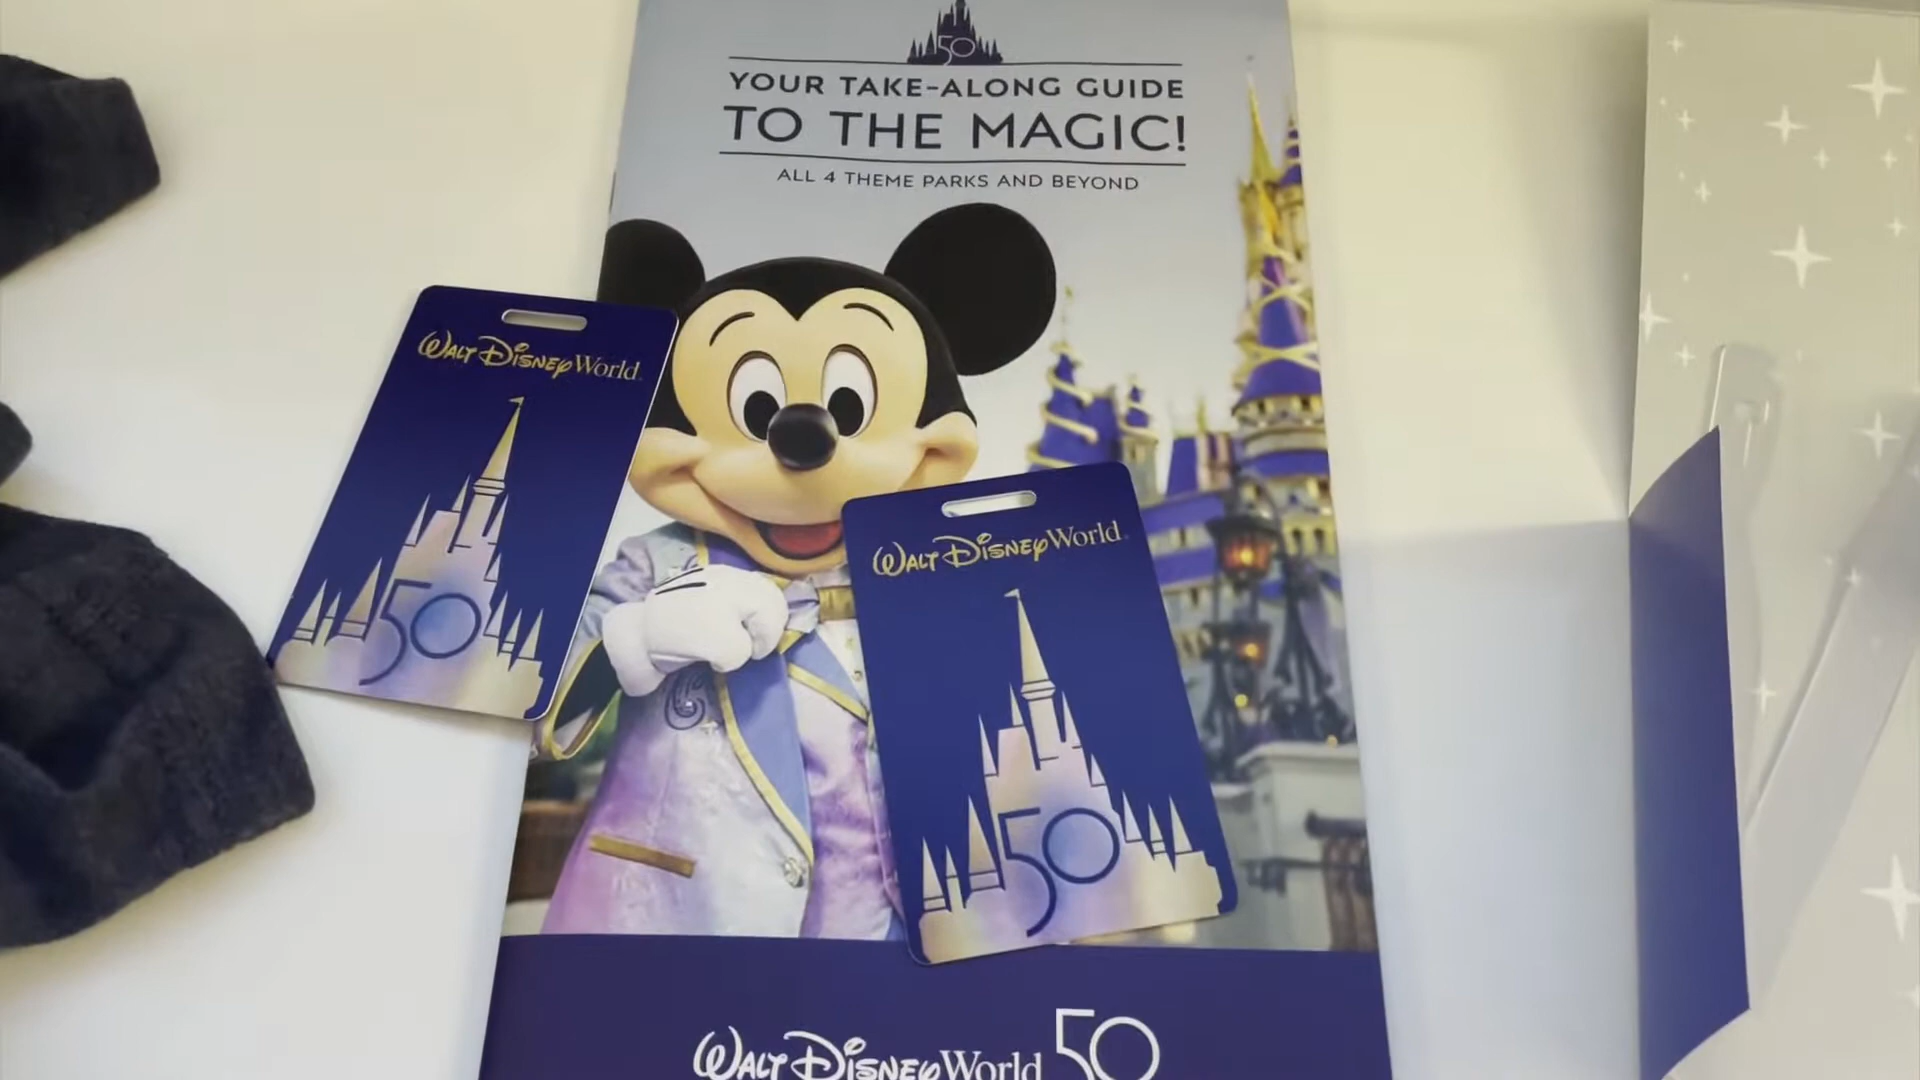 50
YOUR TAKE-ALONG GUIDE
TO THE MAGIC!
ALL 4 THEME PARKS AND BEYOND
Walt Disney World
50
Walt Disney World
50
Walt Disney World 50